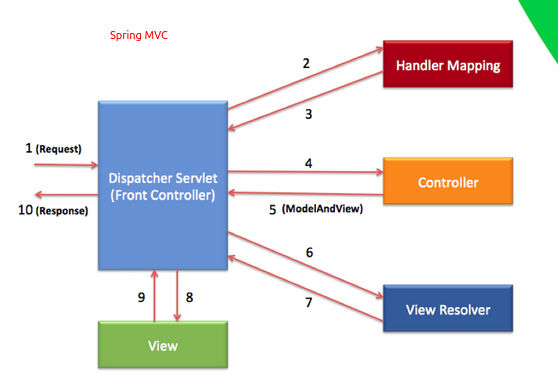 Spring MVC
2
Handler Mapping
3
1 (Request)
Dispatcher Servlet
(Front Controller)
4
Controller
10 (Response)
5 (ModelAndView)
6
7
View Resolver
9
8
View